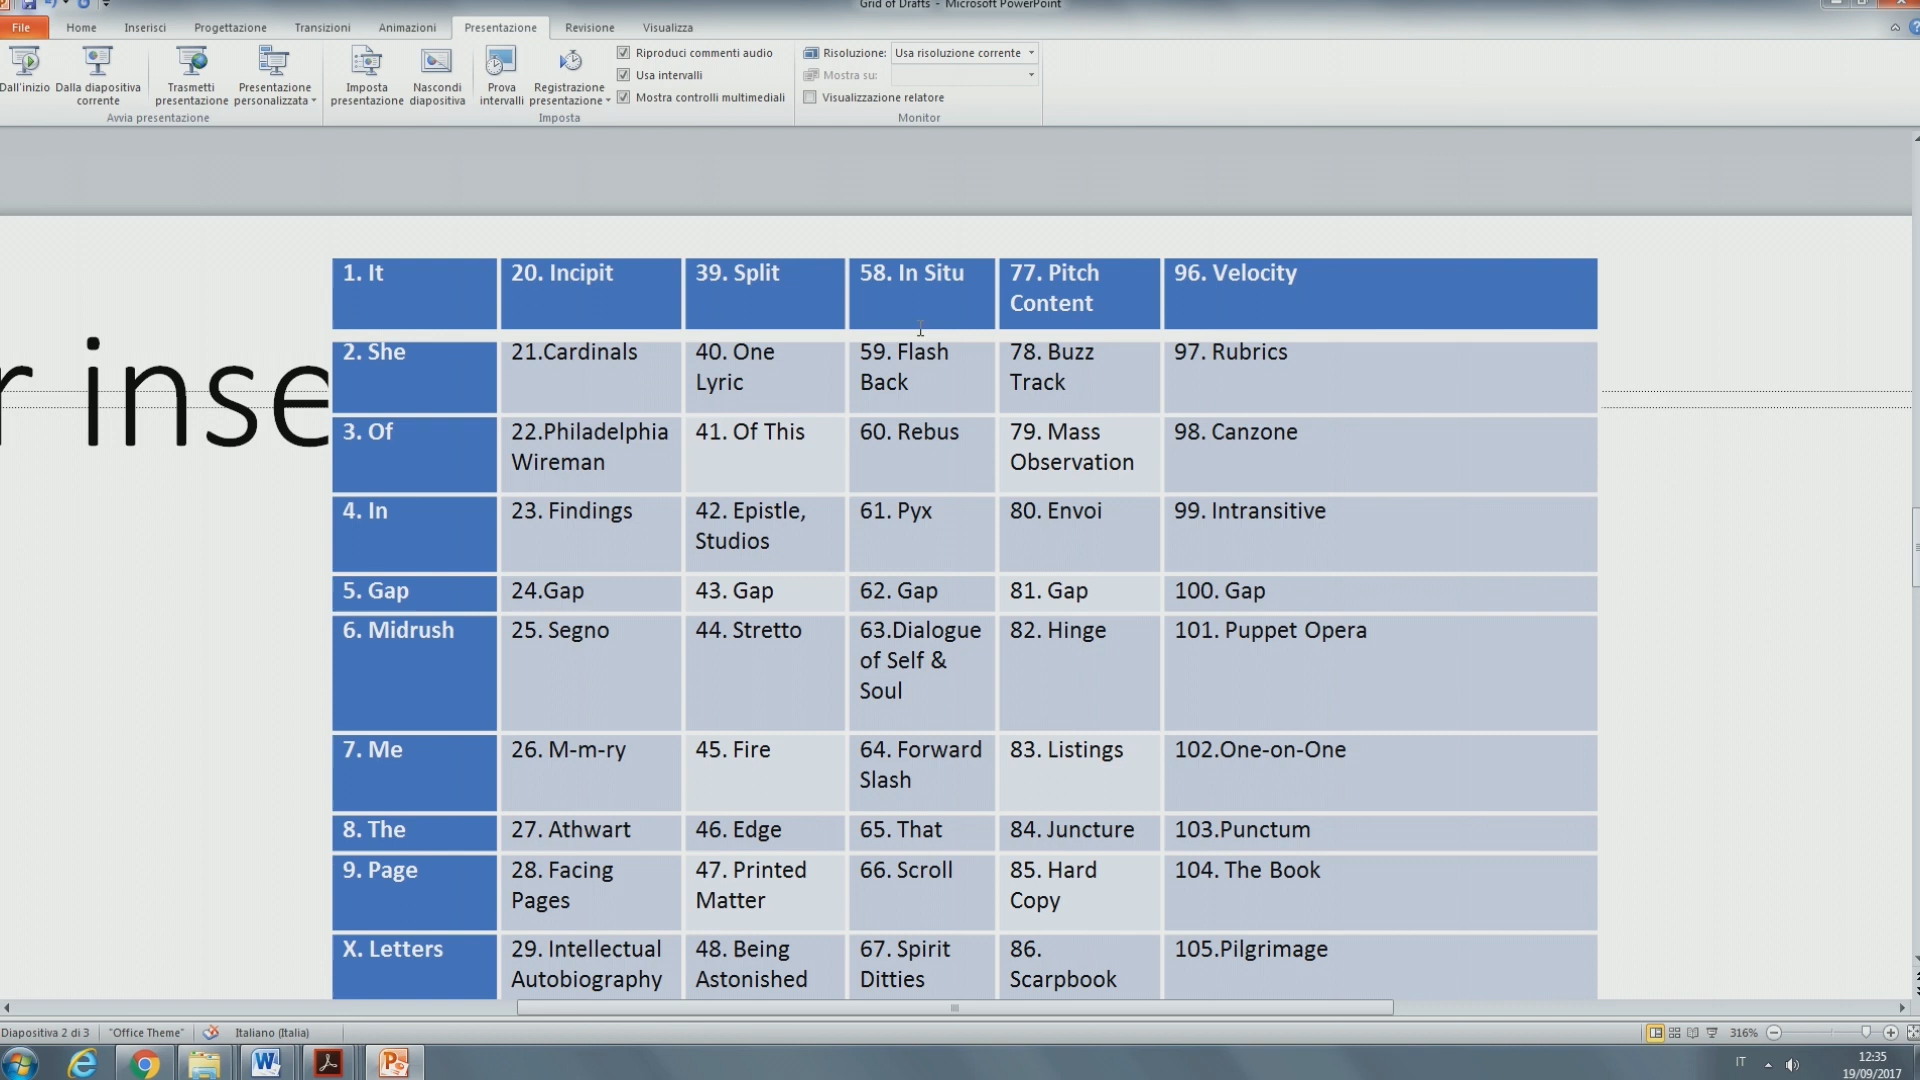 Grid of Drafts - Microsoft PowerPoint
File Home Inserisci Progettazione Transizioni Animazioni Presentazione Revisione Visualizza
Dall'inizio
Dalla diapositiva
corrente
Trasmetti
presentazione
Presentazione
personalizzata
Avvia presentazione
Imposta
presentazione
Nascondi
diapositiva
Prova
intervalli
Registrazione
presentazione
Riproduci commenti audio
Usa intervalli
Mostra controlli multimediali
Imposta
Risoluzione: Usa risoluzione corrente
Mostra su:
Visualizzazione relatore
Monitor
r inse
1. It
20. Incipit
39. Split
58. In Situ
77. Pitch
Content
96. Velocity
2. She
21.Cardinals
40. One
Lyric
59. Flash
Back
78. Buzz
Track
97. Rubrics
3. Of
22.Philadelphia
Wireman
41. Of This
60. Rebus
79. Mass
Observation
98. Canzone
4. In
23. Findings
42. Epistle,
Studios
61. Pyx
80. Envoi
99. Intransitive
5. Gap
24.Gap
43. Gap
62. Gap
81. Gap
100. Gap
6. Midrush
25. Segno
44. Stretto
63.Dialogue
of Self &
Soul
82. Hinge
101. Puppet Opera
7. Me
26. M-m-ry
45. Fire
64. Forward
Slash
83. Listings
102.One-on-One
8. The
27. Athwart
46. Edge
65. That
84. Juncture
103.Punctum
9. Page
28. Facing
Pages
47. Printed
Matter
66. Scroll
85. Hard
Copy
104. The Book
X. Letters
29. Intellectual
Autobiography
48. Being
Astonished
67. Spirit
Ditties
86.
Scarpbook
105.Pilgrimage
Diapositiva 2 di 3 "Office Theme" Italiano (Italia) 316%
IT
12:35
19/09/2017